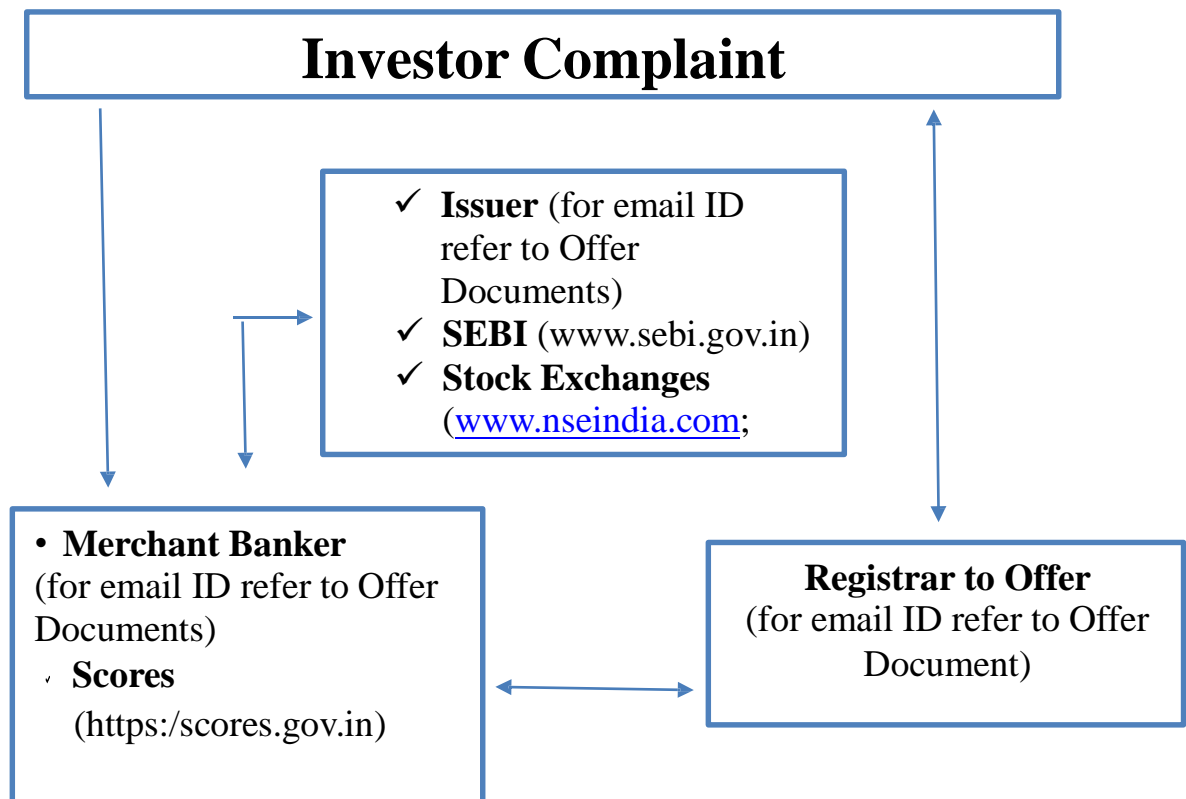 Investor Complaint
✓ Issuer (for email ID
refer to Offer
Documents)
✓ SEBI (www.sebi.gov.in)
✓ Stock Exchanges
(www.nseindia.com;
• Merchant Banker
(for email ID refer to Offer
Documents)
✓ Scores
(https:/scores.gov.in)
Registrar to Offer
(for email ID refer to Offer
Document)